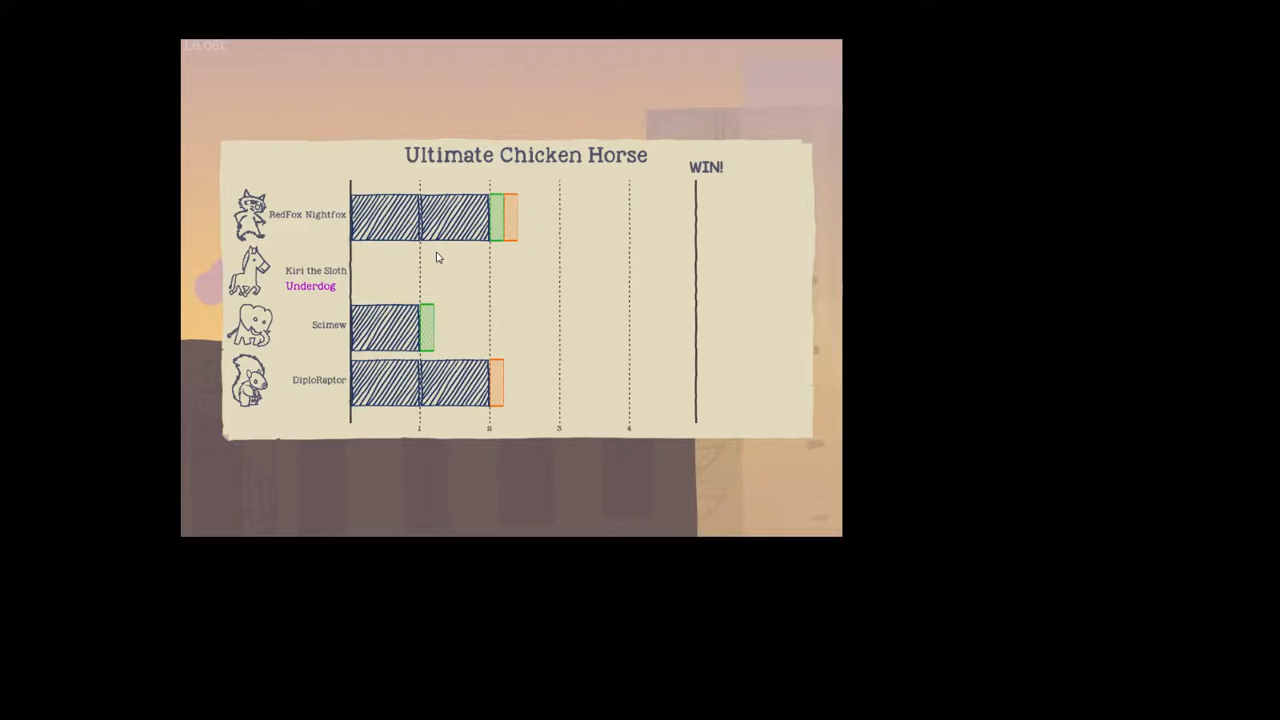 Ultimate Chicken Horse
WIN!
RedFox Nightfox
Kiri the Sloth
Underdog
Scimew
DiploRaptor
1 2 3 4